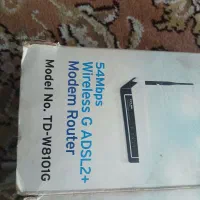 54Mbps
Wireless G ADSL2+
Modem Router
Model No. TD-W8101G